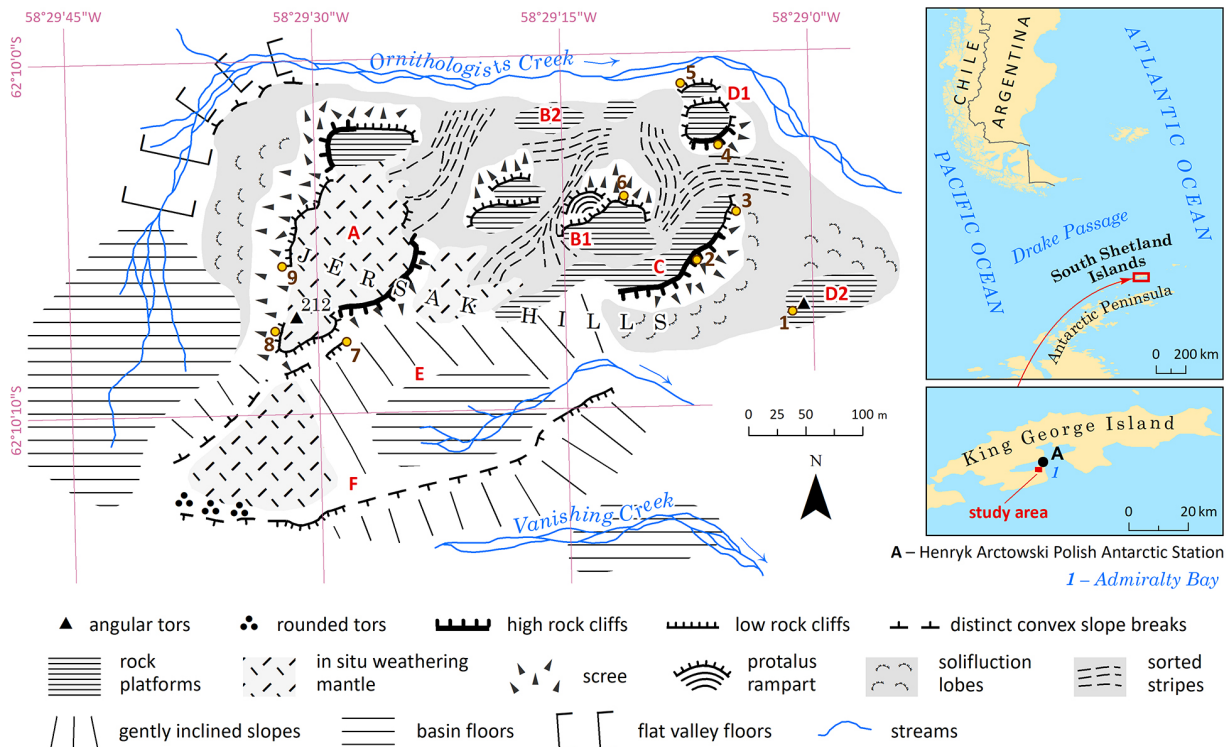 58°29'45"W
58°29'30"W
58°29'15"W
58°29'0"W
62°10'0"S
62°10'10"S
Ornithologists Creek
5
D1
B2
4
6
3
A
B1
C
2
9
212
JERSAK HILLS
D2
1
8
7
E
F
Vanishing Creek
0 25 50 100 m
N
CHILE
ARGENTINA
ATLANTIC OCEAN
PACIFIC OCEAN
Drake Passage
South Shetland
Islands
Antarctic Peninsula
0 200 km
King George Island
A
1
study area
0 20 km
A – Henryk Arctowski Polish Antarctic Station
1 – Admiralty Bay
angular tors
rounded tors
high rock cliffs
low rock cliffs
distinct convex slope breaks
rock
platforms
in situ weathering
mantle
scree
protalus
rampart
solifluction
lobes
sorted
stripes
gently inclined slopes
basin floors
flat valley floors
streams